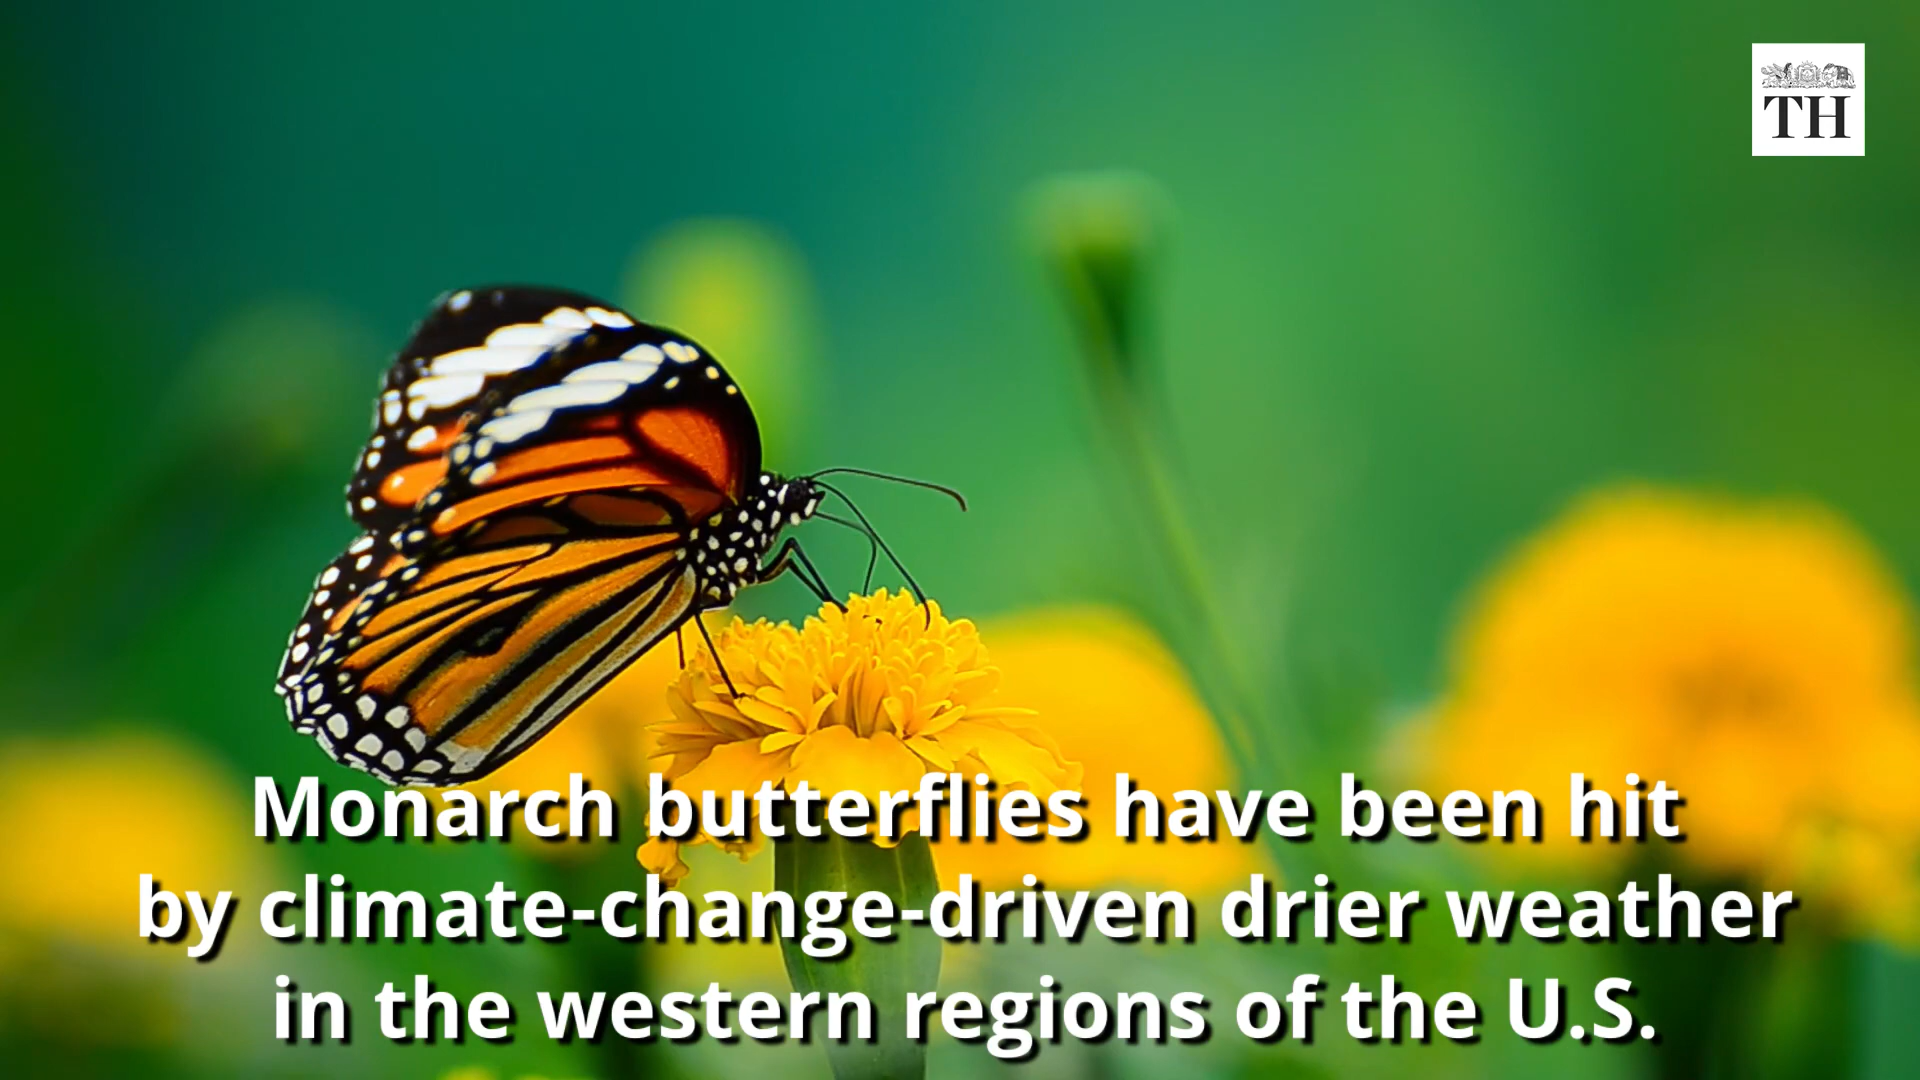 TH
Monarch butterflies have been hit
by climate-change-driven drier weather
in the western regions of the U.S.